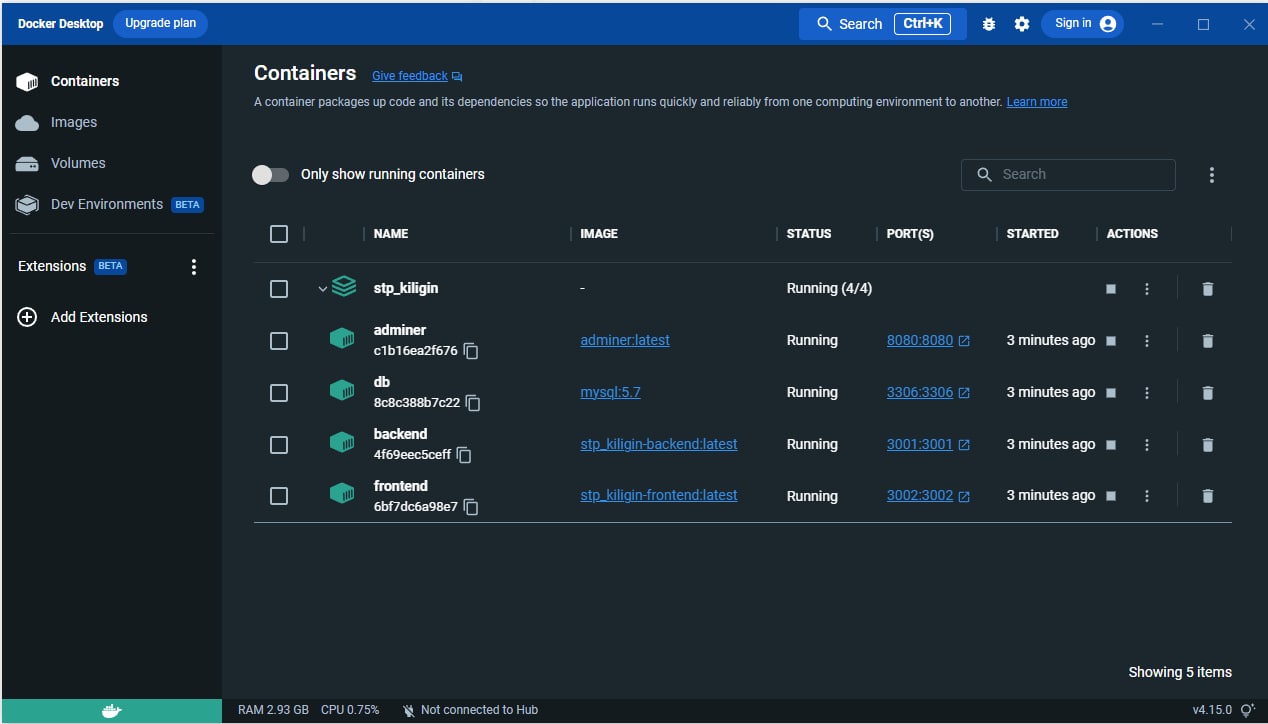 Docker Desktop Upgrade plan Search Ctrl+K Sign in
Containers
Images
Volumes
Dev Environments BETA
Extensions BETA
Add Extensions
Containers Give feedback
A container packages up code and its dependencies so the application runs quickly and reliably from one computing environment to another. Learn more
Only show running containers Search
NAME IMAGE STATUS PORT(S) STARTED ACTIONS
stp_kiligin - Running (4/4)
adminer
c1b16ea2f676 adminer:latest Running 8080:8080 3 minutes ago
db
8c8c388b7c22 mysql:5.7 Running 3306:3306 3 minutes ago
backend
4f69eec5ceff stp_kiligin-backend:latest Running 3001:3001 3 minutes ago
frontend
6bf7dc6a98e7 stp_kiligin-frontend:latest Running 3002:3002 3 minutes ago
Showing 5 items
RAM 2.93 GB CPU 0.75% Not connected to Hub v4.15.0